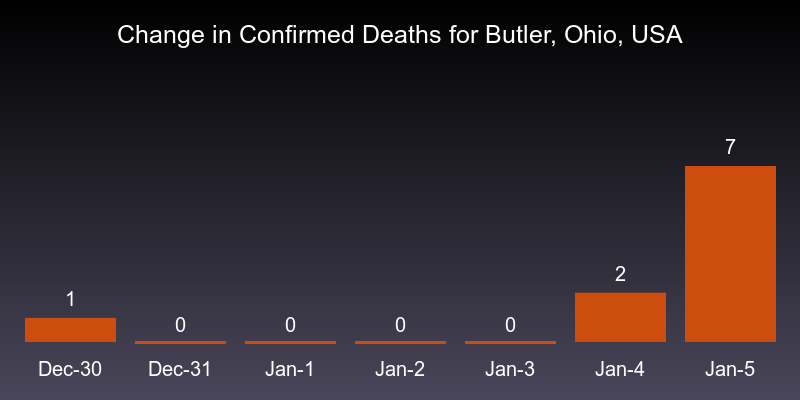 Change in Confirmed Deaths for Butler, Ohio, USA
7
2
1
0
0
0
0
Dec-30
Dec-31
Jan-1
Jan-2
Jan-3
Jan-4
Jan-5